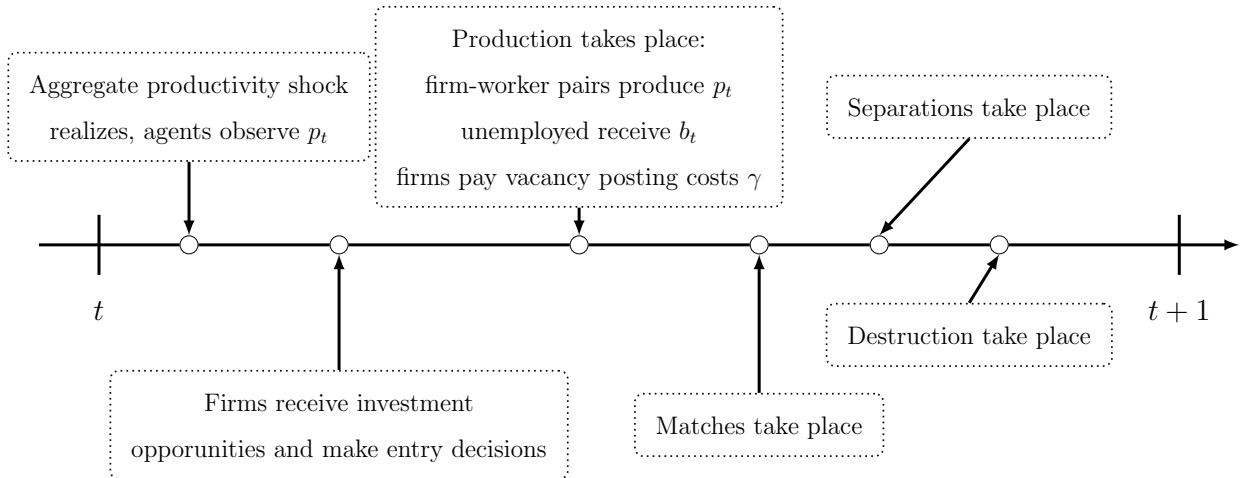 Aggregate productivity shock
realizes, agents observe p_t
Production takes place:
firm-worker pairs produce p_t
unemployed receive b_t
firms pay vacancy posting costs γ
Separations take place
t
t + 1
Destruction take place
Firms receive investment
opporunities and make entry decisions
Matches take place